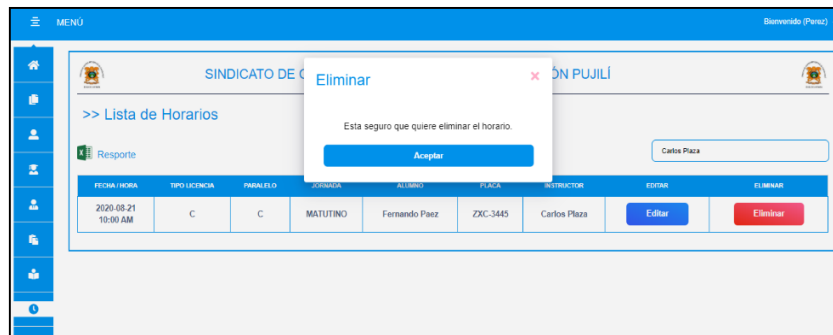 MENÚ
Bienvenido (Perez)
SINDICATO DE
ÓN PUJILÍ
Eliminar
×
Esta seguro que quiere eliminar el horario.
Aceptar
>> Lista de Horarios
Resporte
Carlos Plaza
FECHA / HORA TIPO LICENCIA PARALELO JORNADA ALUMNO PLACA INSTRUCTOR EDITAR ELIMINAR
2020-08-21 10:00 AM C C MATUTINO Fernando Paez ZXC-3445 Carlos Plaza Editar Eliminar